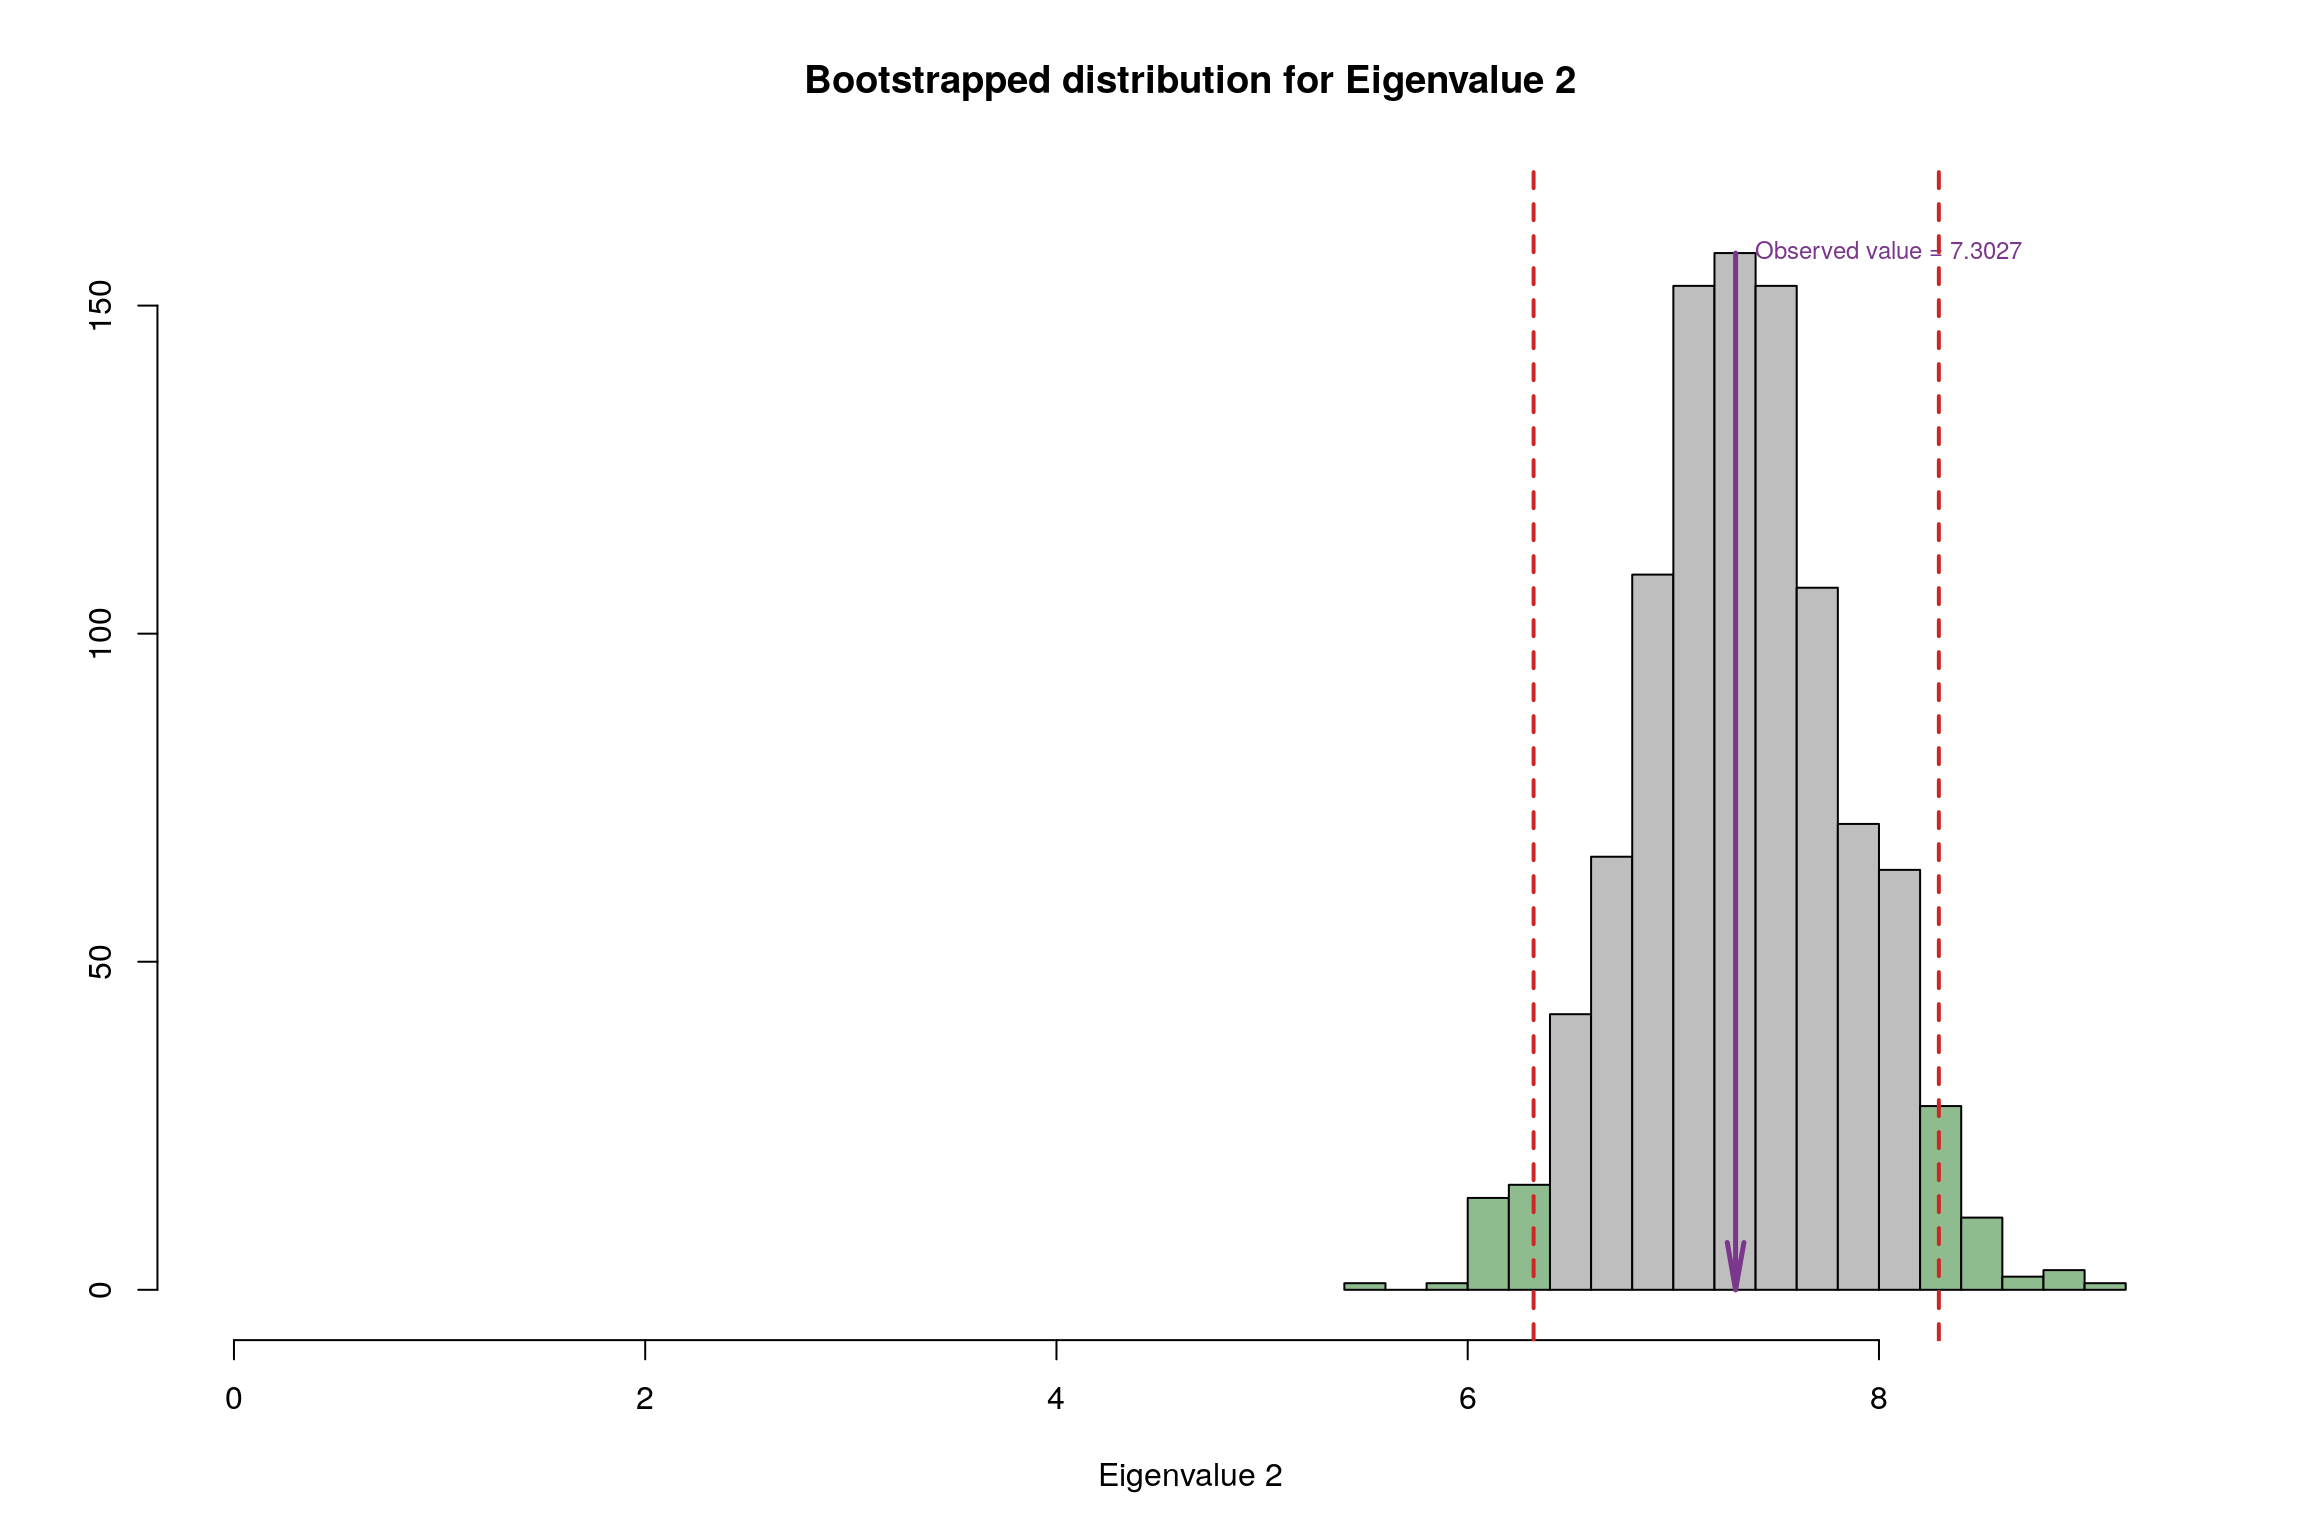 Bootstrapped distribution for Eigenvalue 2
Observed value = 7.3027
150
100
50
0
0 2 4 6 8
Eigenvalue 2